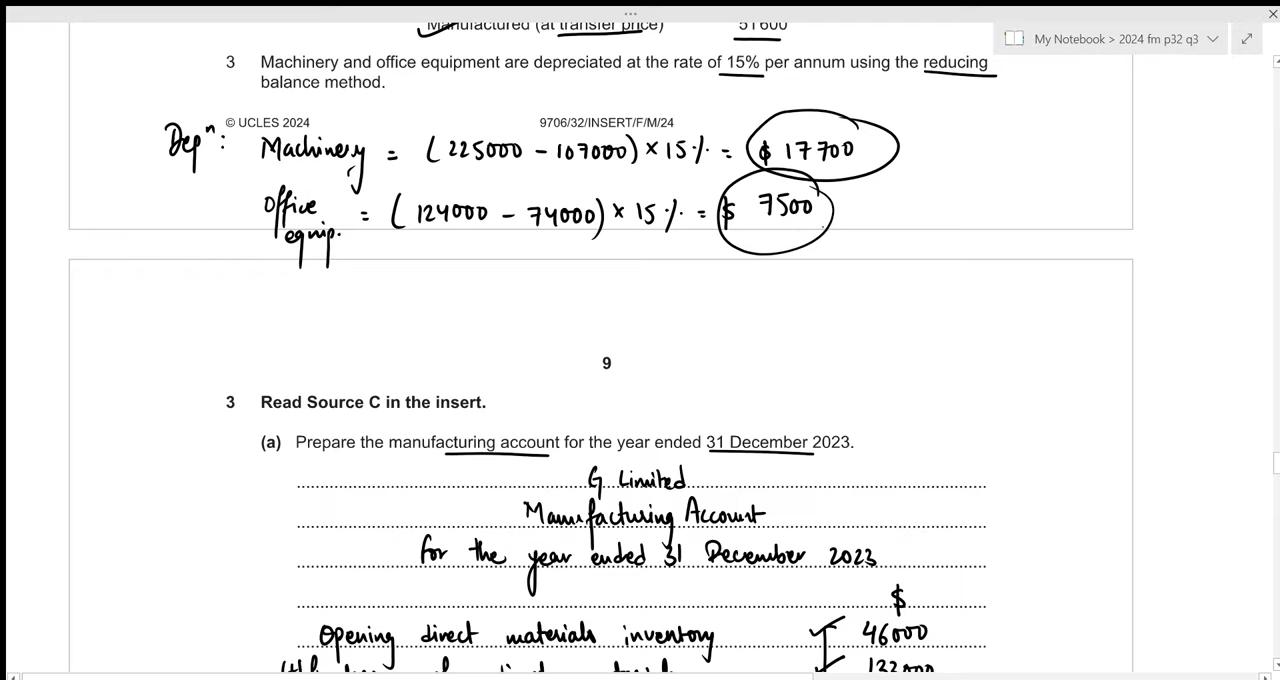 Manufactured (at transfer price) 51 600
My Notebook > 2024 fm p32 q3
3 Machinery and office equipment are depreciated at the rate of 15% per annum using the reducing
balance method.
© UCLES 2024 9706/32/INSERT/F/M/24
Depⁿ: Machinery = (225000 - 107000) × 15% = $ 17700
Office equip. = (124000 - 74000) × 15% = $ 7500
9
3 Read Source C in the insert.
(a) Prepare the manufacturing account for the year ended 31 December 2023.
G Limited
Manufacturing Account
for the year ended 31 December 2023
$
Opening direct materials inventory 46000